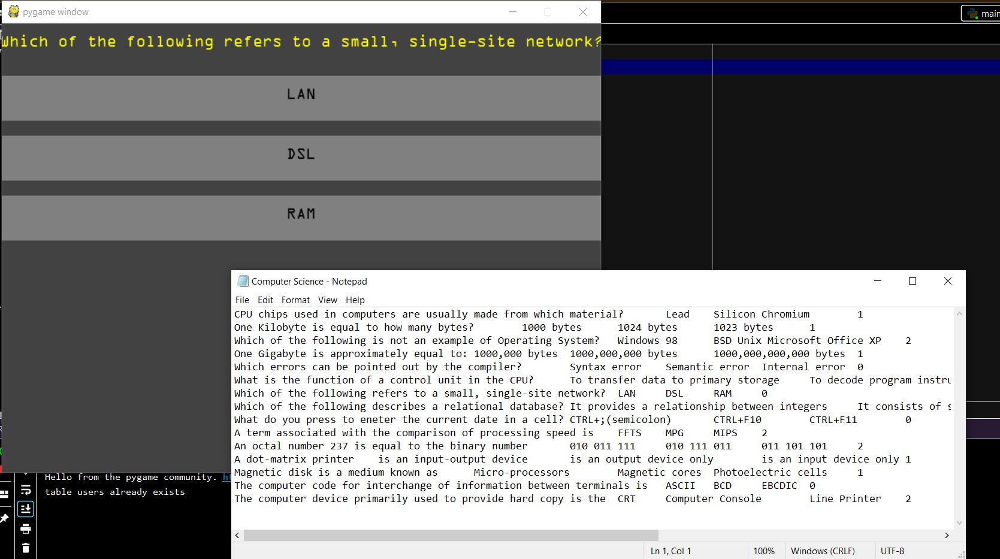 pygame window
main
Which of the following refers to a small, single-site network?
LAN
DSL
RAM
Computer Science - Notepad
File Edit Format View Help
CPU chips used in computers are usually made from which material? Lead Silicon Chromium 1
One Kilobyte is equal to how many bytes? 1000 bytes 1024 bytes 1023 bytes 1
Which of the following is not an example of Operating System? Windows 98 BSD Unix Microsoft Office XP 2
One Gigabyte is approximately equal to: 1000,000 bytes 1000,000,000 bytes 1000,000,000,000 bytes 1
Which errors can be pointed out by the compiler? Syntax error Semantic error Internal error 0
What is the function of a control unit in the CPU? To transfer data to primary storage To decode program instru
Which of the following refers to a small, single-site network? LAN DSL RAM 0
Which of the following describes a relational database? It provides a relationship between integers It consists of s
What do you press to eneter the current date in a cell? CTRL+;(semicolon) CTRL+F10 CTRL+F11 0
A term associated with the comparison of processing speed is FFTS MPG MIPS 2
An octal number 237 is equal to the binary number 010 011 111 010 111 011 011 101 101 2
A dot-matrix printer is an input-output device is an output device only is an input device only 1
Magnetic disk is a medium known as Micro-processors Magnetic cores Photoelectric cells 1
The computer code for interchange of information between terminals is ASCII BCD EBCDIC 0
The computer device primarily used to provide hard copy is the CRT Computer Console Line Printer 2
Hello from the pygame community. ht
table users already exists
Ln 1, Col 1 100% Windows (CRLF) UTF-8